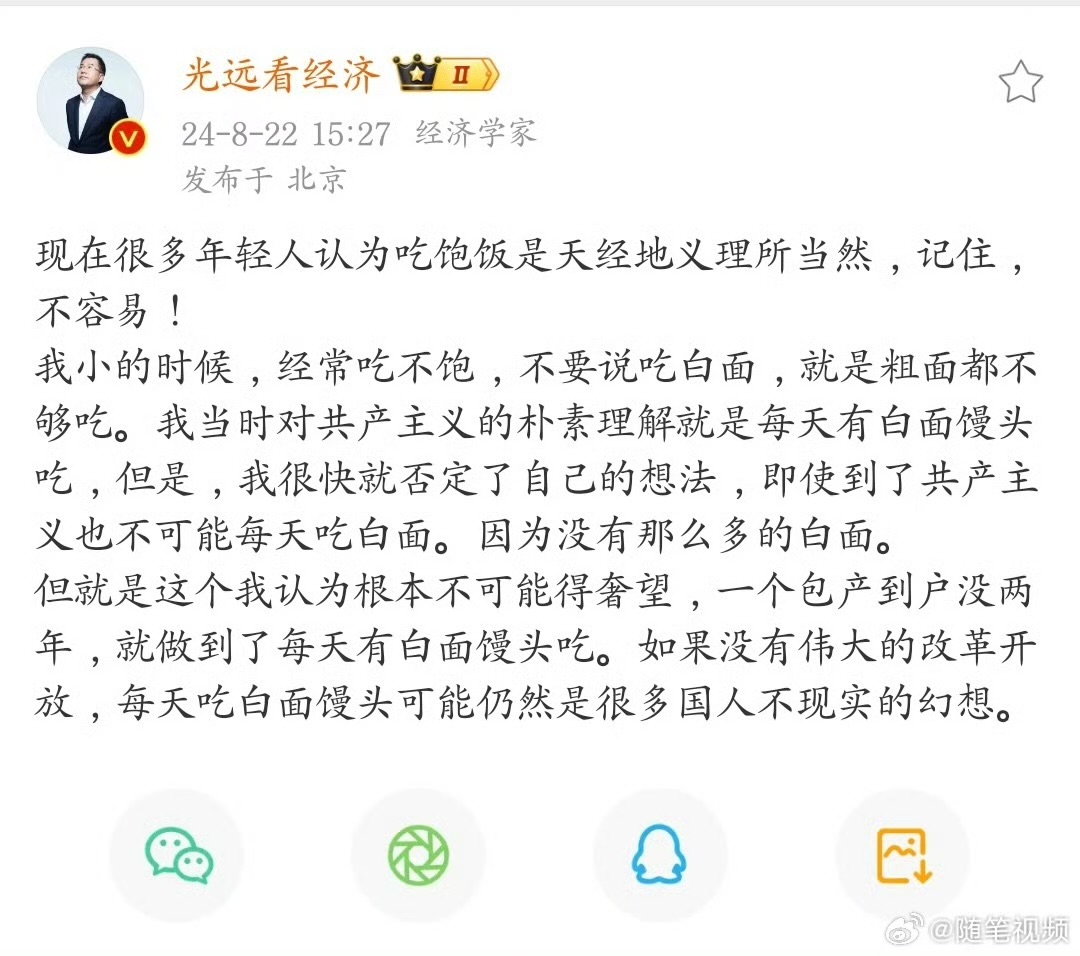 光远看经济 II
24-8-22 15:27 经济学家
发布于 北京
现在很多年轻人认为吃饱饭是天经地义理所当然，记住，
不容易！
我小的时候，经常吃不饱，不要说吃白面，就是粗面都不
够吃。我当时对共产主义的朴素理解就是每天有白面馒头
吃，但是，我很快就否定了自己的想法，即使到了共产主
义也不可能每天吃白面。因为没有那么多的白面。
但就是这个我认为根本不可能得奢望，一个包产到户没两
年，就做到了每天有白面馒头吃。如果没有伟大的改革开
放，每天吃白面馒头可能仍然是很多国人不现实的幻想。
@随笔视频